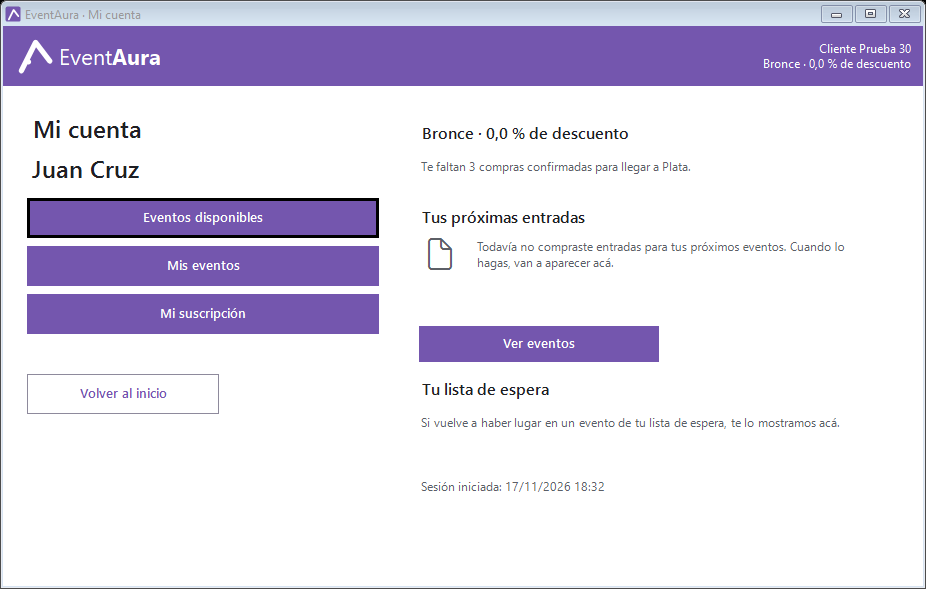 EventAura · Mi cuenta
EventAura
Cliente Prueba 30
Bronce · 0,0 % de descuento
Mi cuenta
Juan Cruz
Eventos disponibles
Mis eventos
Mi suscripción
Volver al inicio
Bronce · 0,0 % de descuento
Te faltan 3 compras confirmadas para llegar a Plata.
Tus próximas entradas
Todavía no compraste entradas para tus próximos eventos. Cuando lo
hagas, van a aparecer acá.
Ver eventos
Tu lista de espera
Si vuelve a haber lugar en un evento de tu lista de espera, te lo mostramos acá.
Sesión iniciada: 17/11/2026 18:32